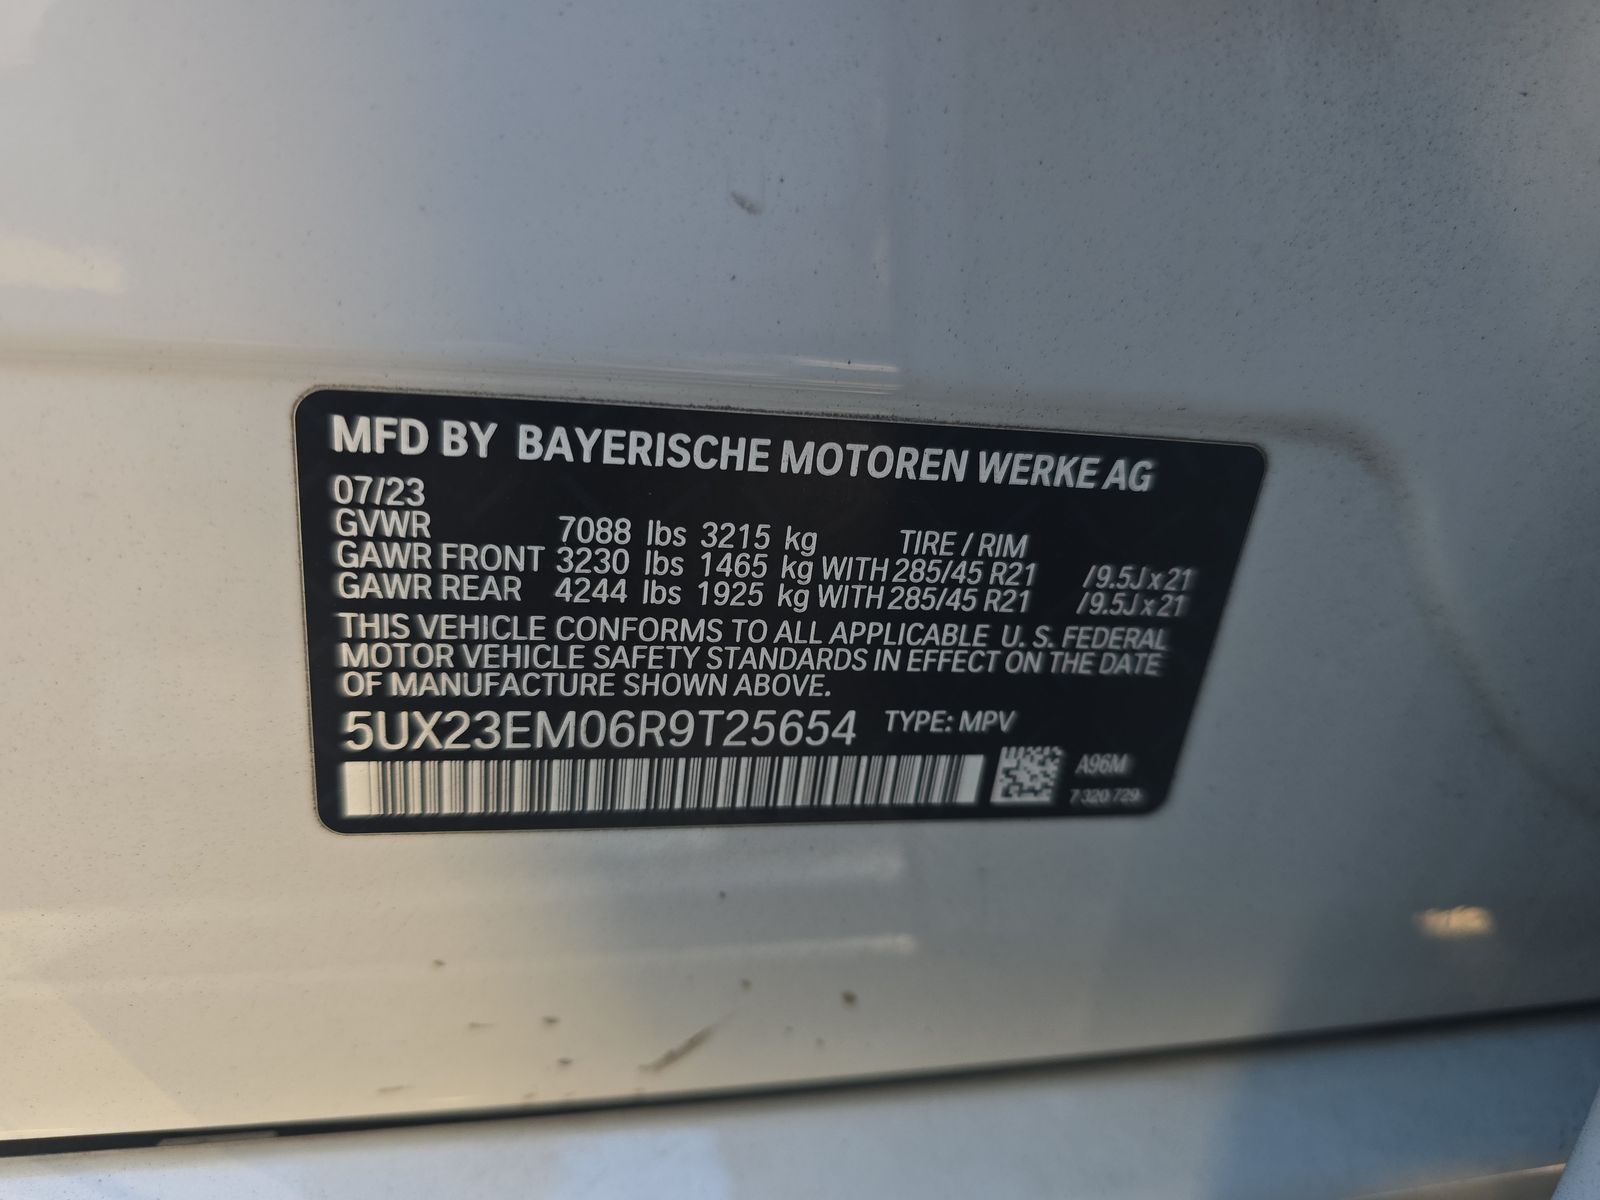 MFD BY BAYERISCHE MOTOREN WERKE AG
07/23
GVWR 7088 lbs 3215 kg TIRE / RIM
GAWR FRONT 3230 lbs 1465 kg WITH 285/45 R21 / 9.5J x 21
GAWR REAR 4244 lbs 1925 kg WITH 285/45 R21 / 9.5J x 21
THIS VEHICLE CONFORMS TO ALL APPLICABLE U. S. FEDERAL
MOTOR VEHICLE SAFETY STANDARDS IN EFFECT ON THE DATE
OF MANUFACTURE SHOWN ABOVE.
5UX23EM06R9T25654 TYPE: MPV
A96M
7 320 729